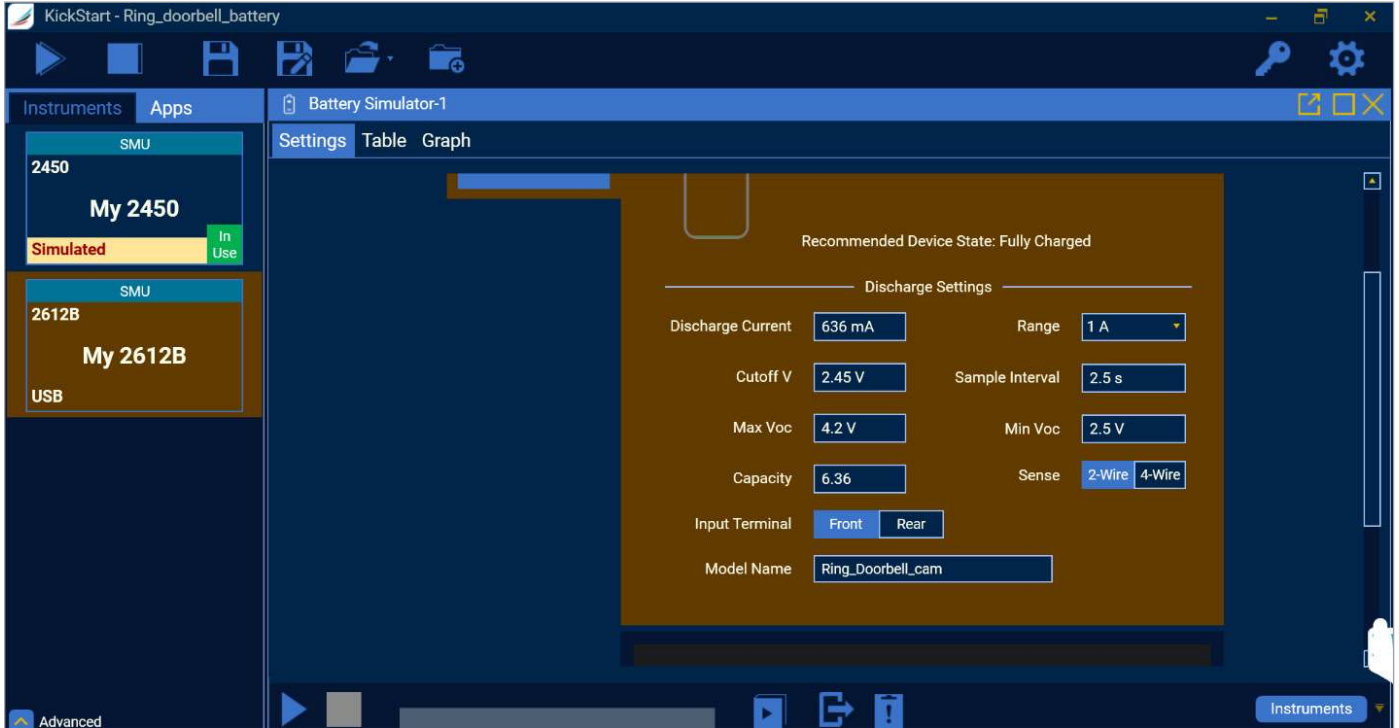 KickStart - Ring_doorbell_battery
Instruments Apps
Battery Simulator-1
Settings Table Graph
SMU
2450
My 2450
Simulated
In Use
SMU
2612B
My 2612B
USB
Recommended Device State: Fully Charged
Discharge Settings
Discharge Current 636 mA Range 1 A
Cutoff V 2.45 V Sample Interval 2.5 s
Max Voc 4.2 V Min Voc 2.5 V
Capacity 6.36 Sense 2-Wire 4-Wire
Input Terminal Front Rear
Model Name Ring_Doorbell_cam
Advanced
Instruments